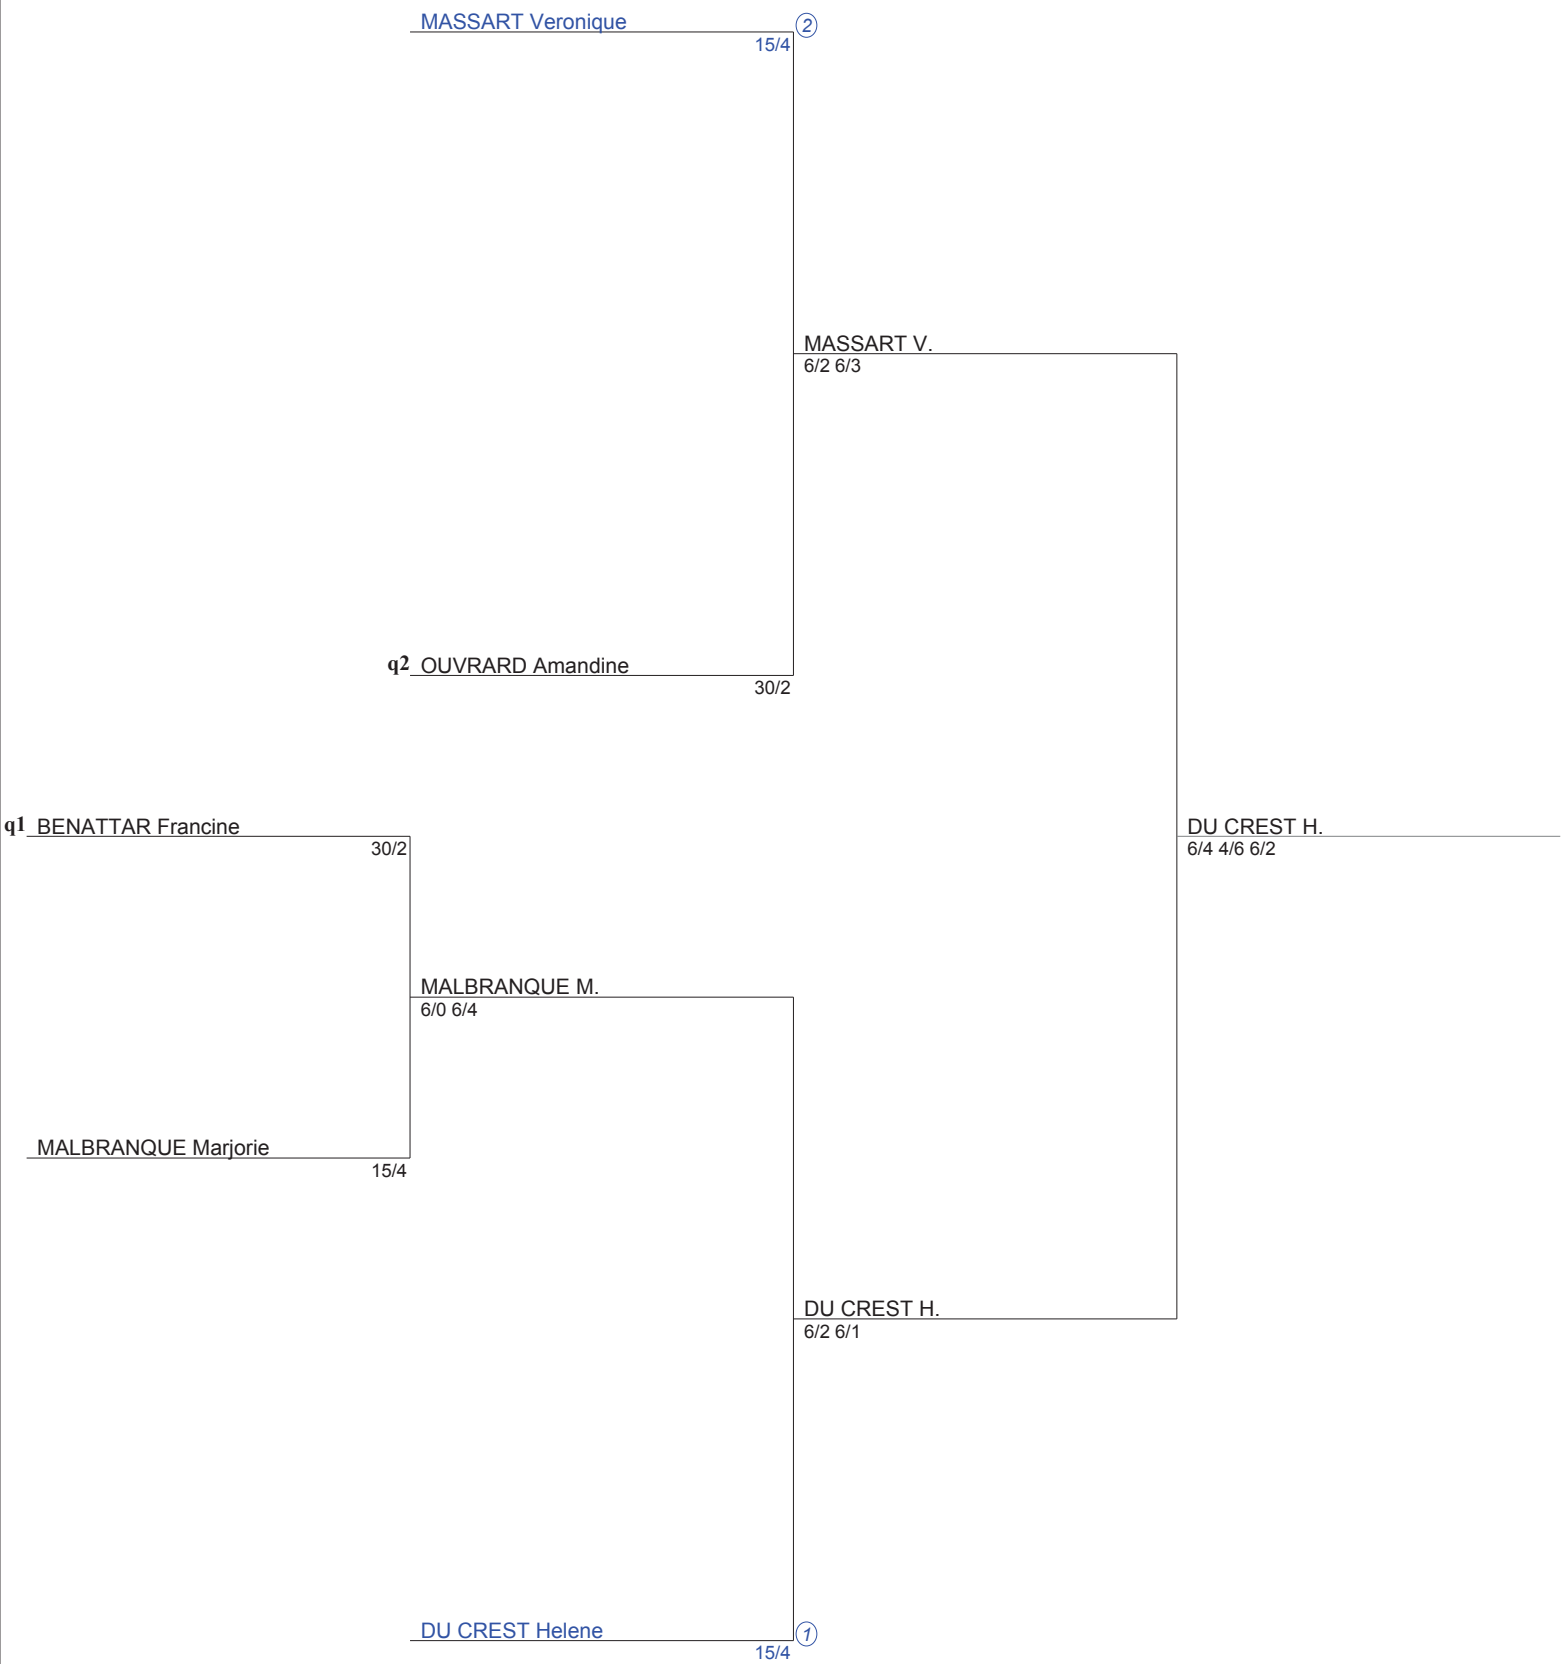 MASSART Veronique
2
15/4
MASSART V.
6/2 6/3
q2 OUVRARD Amandine
30/2
q1 BENATTAR Francine
30/2
DU CREST H.
6/4 4/6 6/2
MALBRANQUE M.
6/0 6/4
MALBRANQUE Marjorie
15/4
DU CREST H.
6/2 6/1
DU CREST Helene
1
15/4